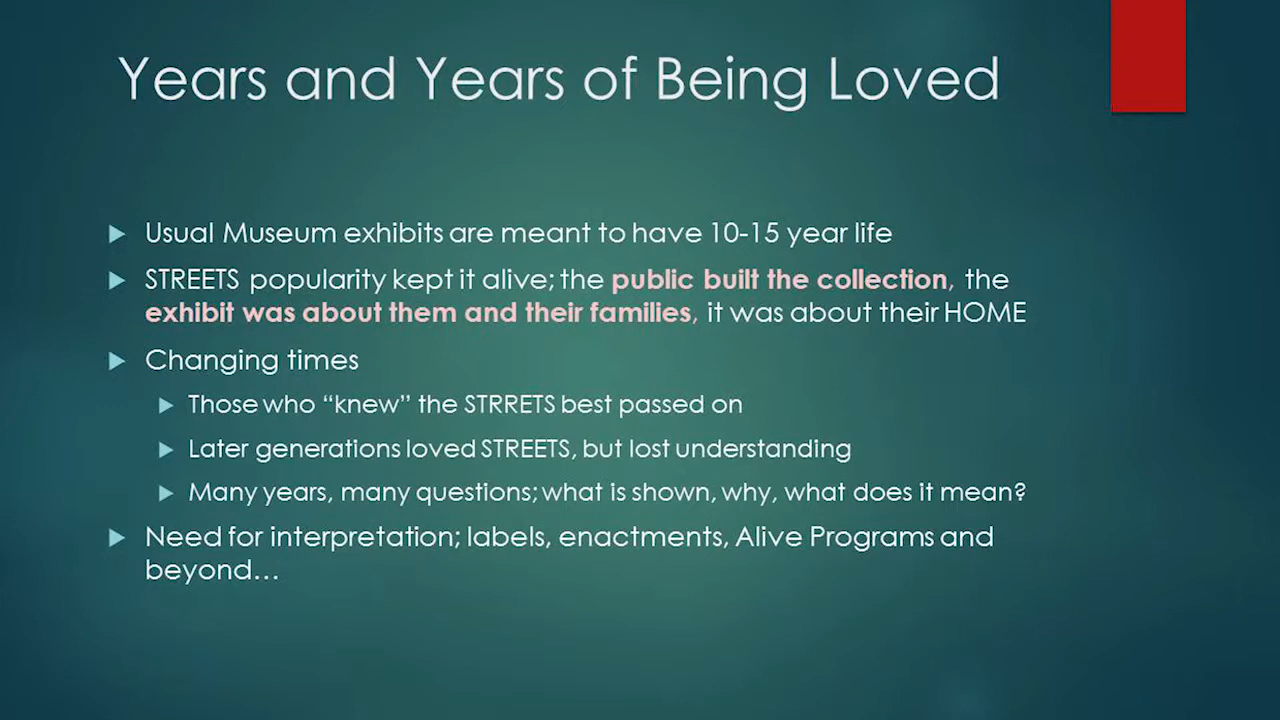 Years and Years of Being Loved
Usual Museum exhibits are meant to have 10-15 year life
STREETS popularity kept it alive; the public built the collection, the
exhibit was about them and their families, it was about their HOME
Changing times
Those who “knew” the STRRETS best passed on
Later generations loved STREETS, but lost understanding
Many years, many questions; what is shown, why, what does it mean?
Need for interpretation; labels, enactments, Alive Programs and
beyond…